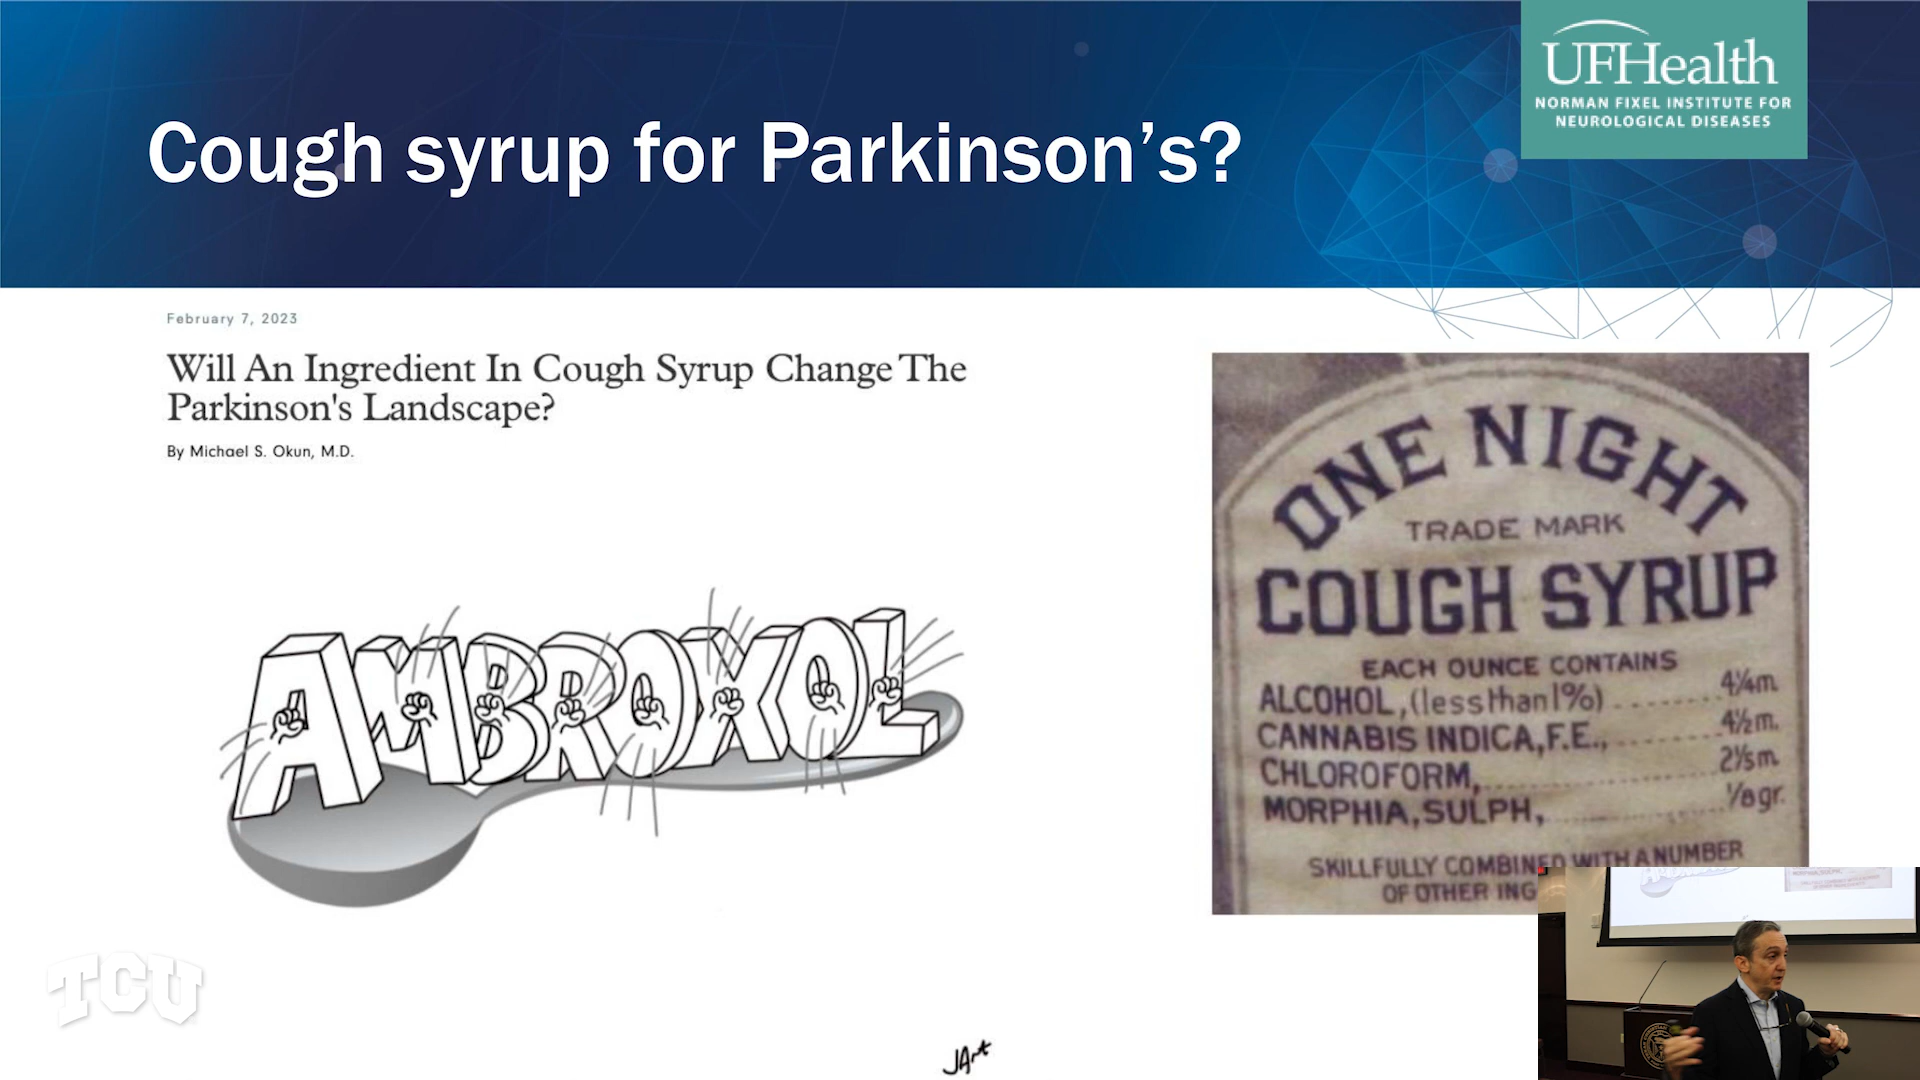 UFHealth
NORMAN FIXEL INSTITUTE FOR
NEUROLOGICAL DISEASES
Cough syrup for Parkinson’s?
February 7, 2023
Will An Ingredient In Cough Syrup Change The
Parkinson's Landscape?
By Michael S. Okun, M.D.
AMBROXOL
ONE NIGHT
TRADE MARK
COUGH SYRUP
EACH OUNCE CONTAINS
ALCOHOL, (less than 1%) 4¼m.
CANNABIS INDICA, F.E., 4½m.
CHLOROFORM, 2⅕m
MORPHIA, SULPH, ⅛gr.
SKILLFULLY COMBINED WITH A NUMBER
OF OTHER ING
TCU
JArt